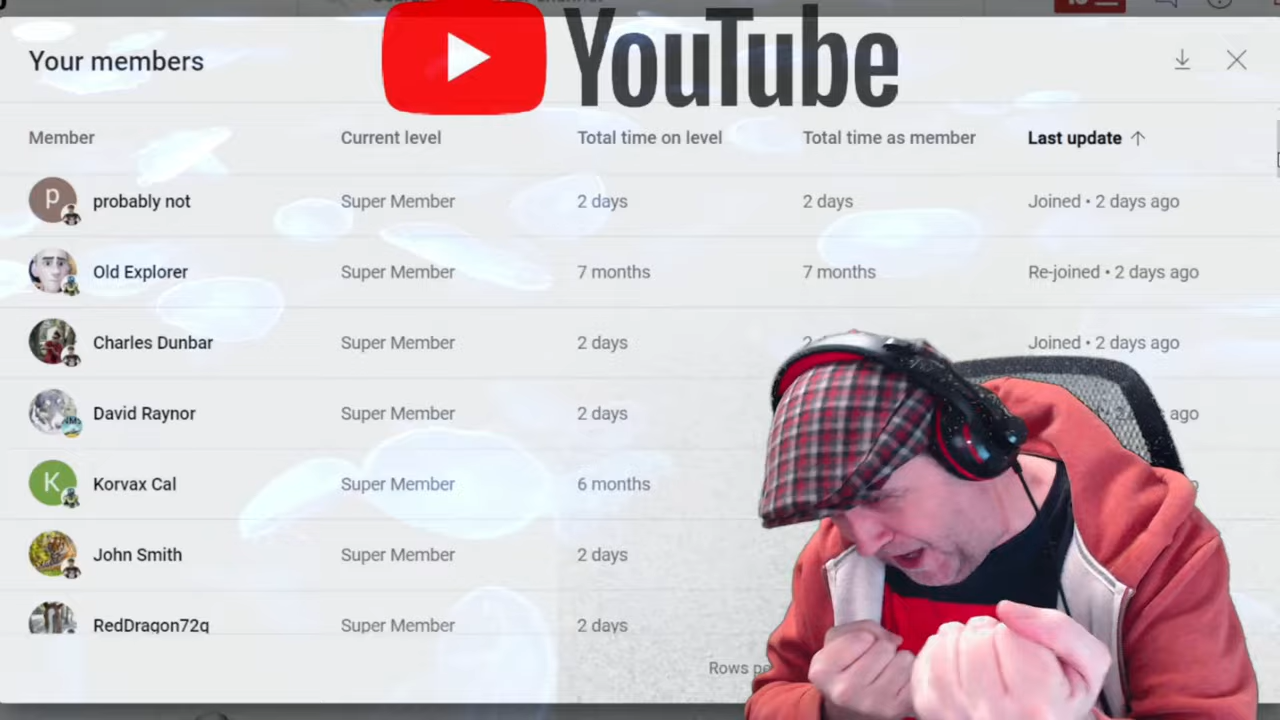 YouTube
Your members
Member Current level Total time on level Total time as member Last update ↑
P probably not Super Member 2 days 2 days Joined • 2 days ago
Old Explorer Super Member 7 months 7 months Re-joined • 2 days ago
Charles Dunbar Super Member 2 days 2 Joined • 2 days ago
David Raynor Super Member 2 days ago
K Korvax Cal Super Member 6 months
John Smith Super Member 2 days
RedDragon72q Super Member 2 days
Rows pe